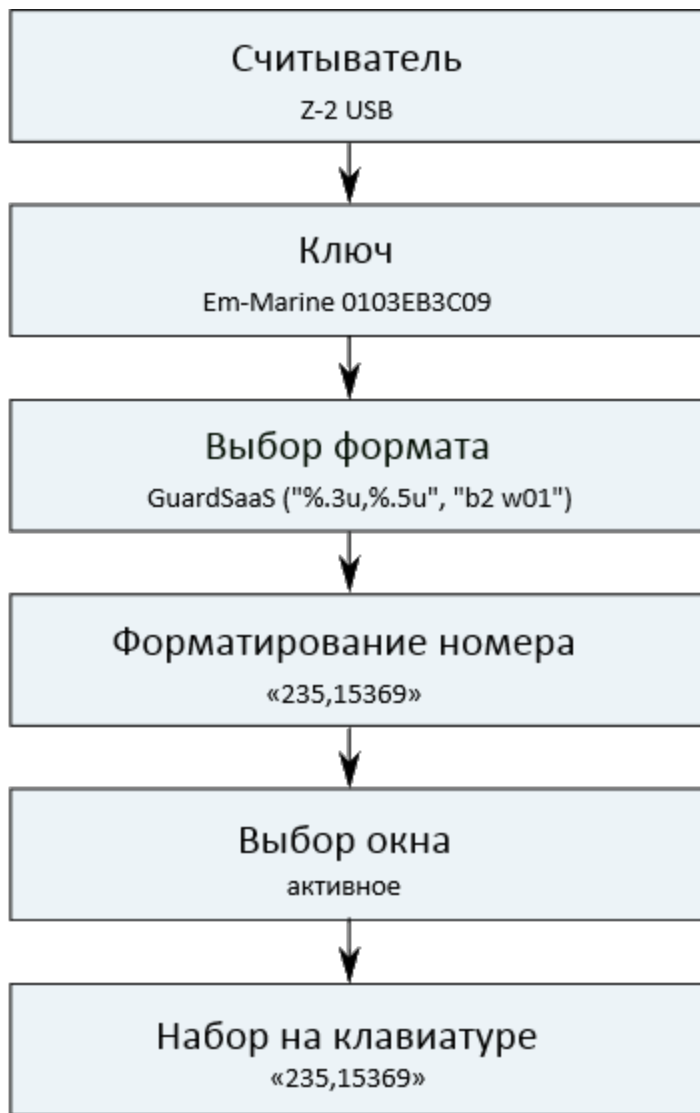 Считыватель
Z-2 USB
Ключ
Em-Marine 0103EB3C09
Выбор формата
GuardSaaS ("%.3u,%.5u", "b2 w01")
Форматирование номера
«235,15369»
Выбор окна
активное
Набор на клавиатуре
«235,15369»